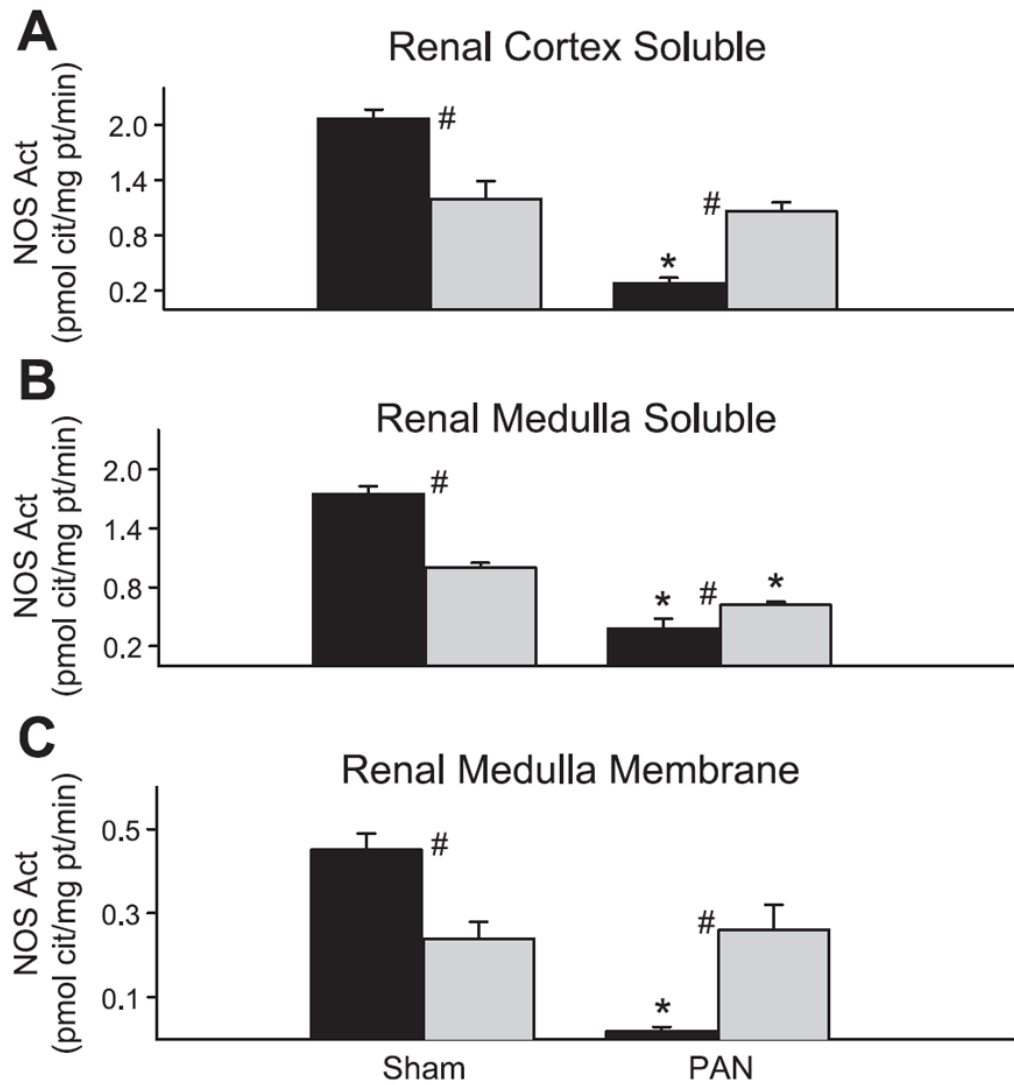 A
Renal Cortex Soluble
NOS Act
(pmol cit/mg pt/min)
2.0
1.4
0.8
0.2
#
#
*
B
Renal Medulla Soluble
NOS Act
(pmol cit/mg pt/min)
2.0
1.4
0.8
0.2
#
* # *
C
Renal Medulla Membrane
NOS Act
(pmol cit/mg pt/min)
0.5
0.3
0.1
#
#
*
Sham PAN